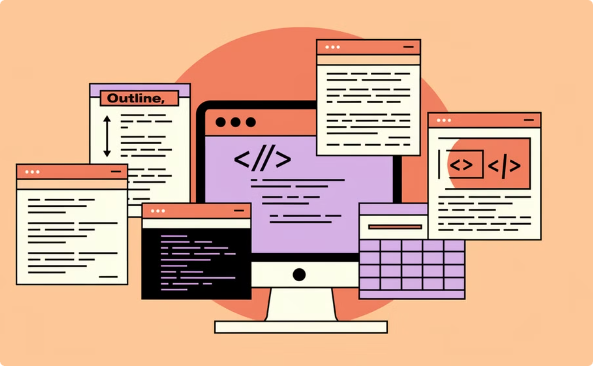 Outline,
<//>
<> </>